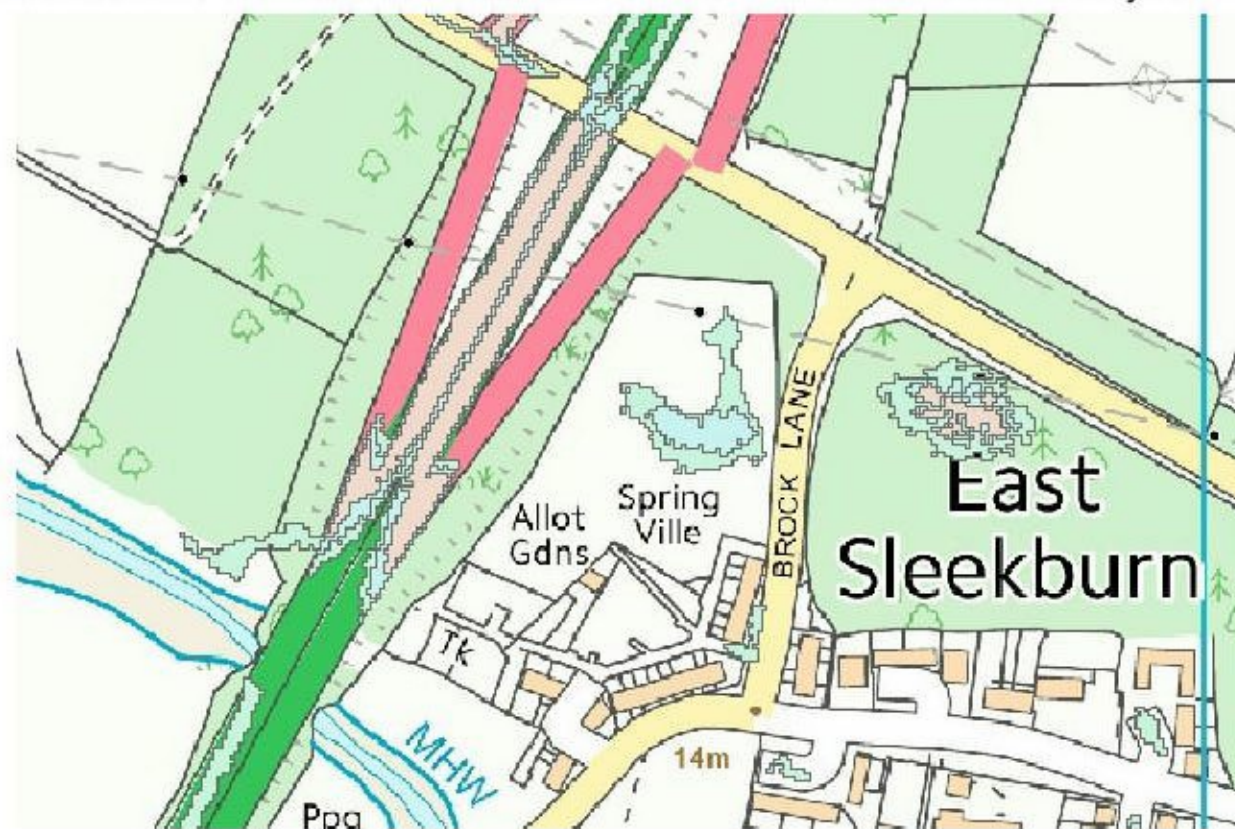 East
Sleekburn
BROCK LANE
Spring
Ville
Allot
Gdns
Tk
MHW
14m
Ppg